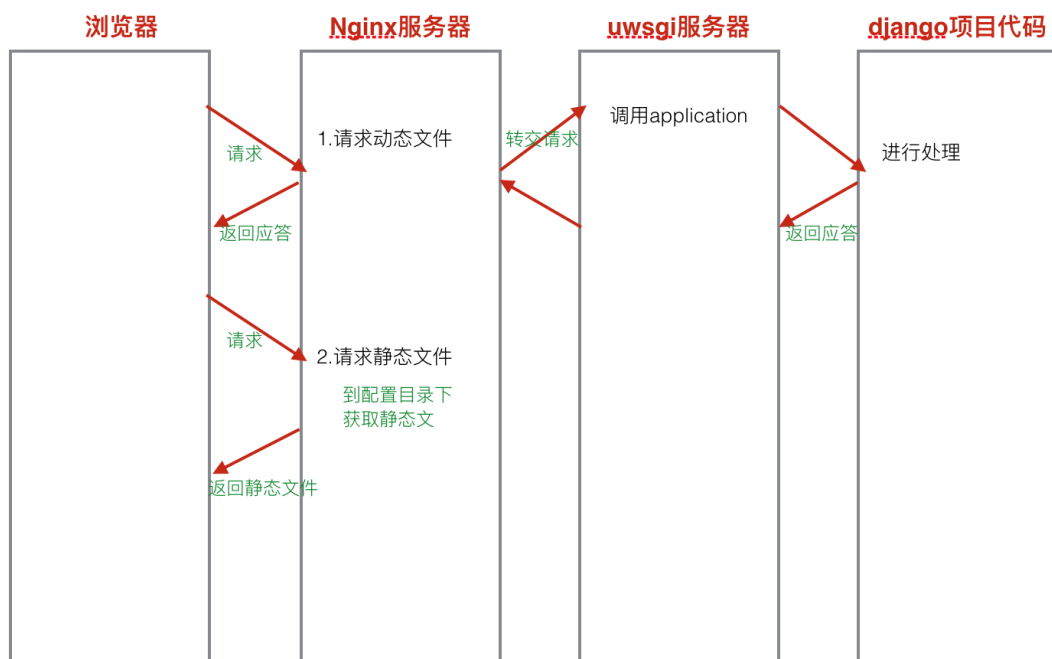 浏览器
Nginx服务器
uwsgi服务器
django项目代码
请求
1.请求动态文件
转交请求
调用application
进行处理
返回应答
返回应答
请求
2.请求静态文件
到配置目录下
获取静态文
返回静态文件